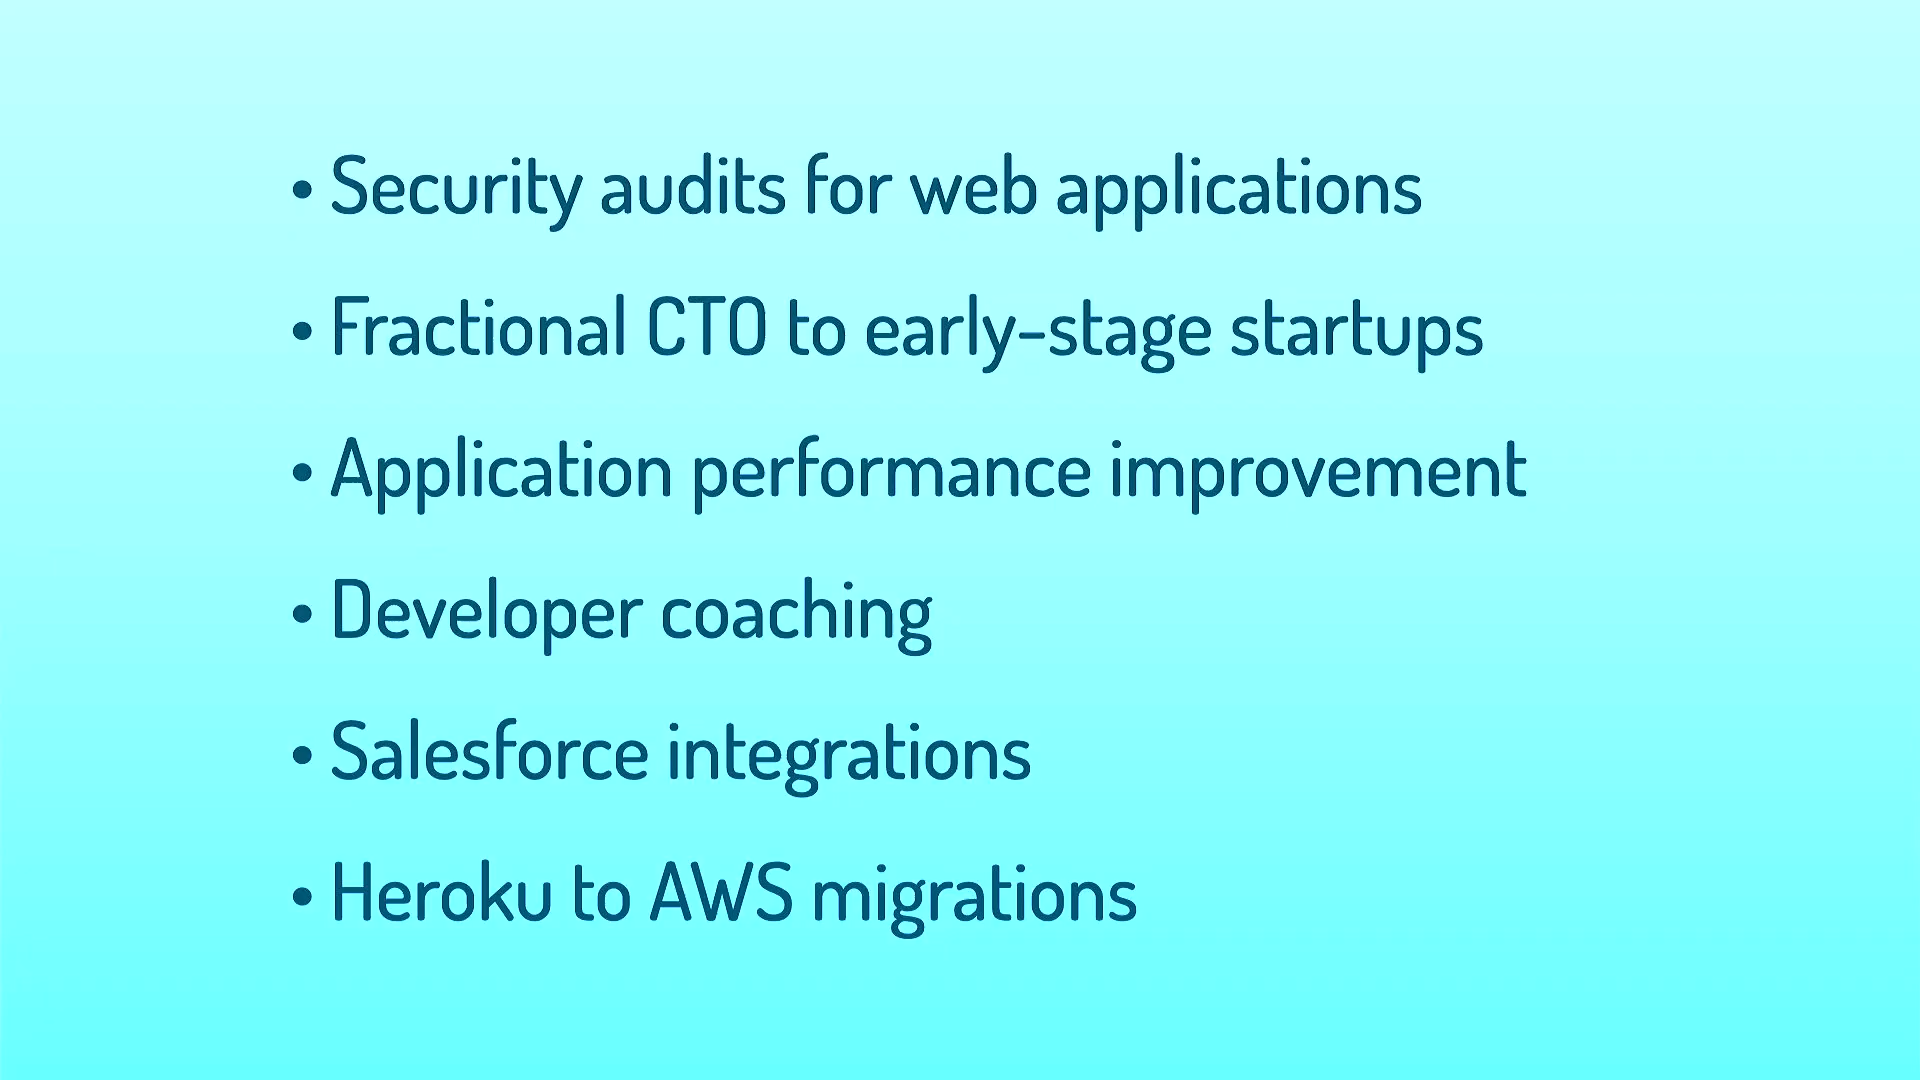 • Security audits for web applications
• Fractional CTO to early-stage startups
• Application performance improvement
• Developer coaching
• Salesforce integrations
• Heroku to AWS migrations